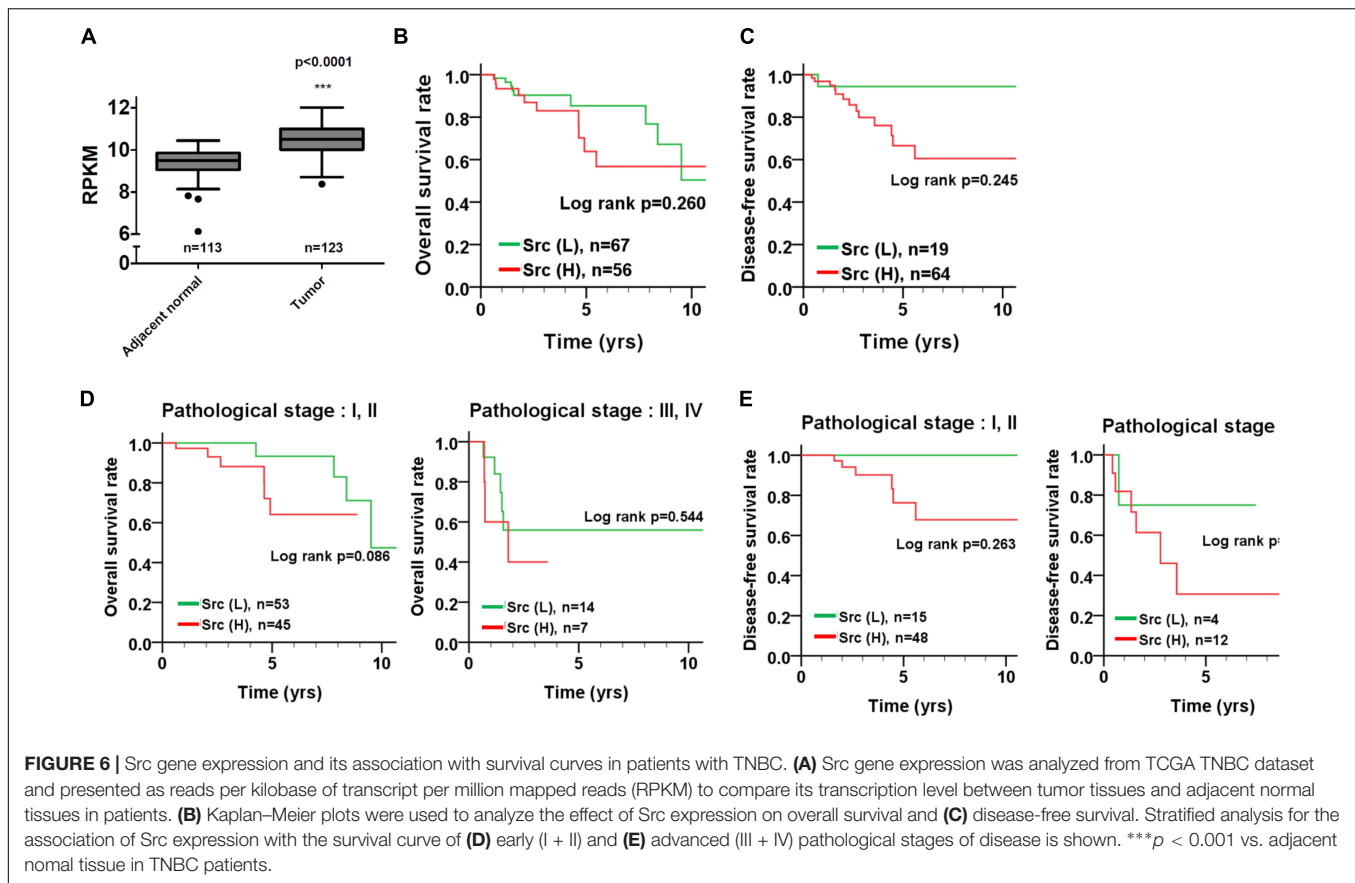 A
p<0.0001
***
RPKM
12
10
8
6
0
n=113
n=123
Adjacent normal
Tumor
B
Overall survival rate
1.0
0.8
0.6
0.4
0.2
0.0
Log rank p=0.260
Src (L), n=67
Src (H), n=56
0
5
10
Time (yrs)
C
Disease-free survival rate
1.0
0.8
0.6
0.4
0.2
0.0
Log rank p=0.245
Src (L), n=19
Src (H), n=64
0
5
10
Time (yrs)
D
Pathological stage : I, II
Overall survival rate
1.0
0.8
0.6
0.4
0.2
0.0
Log rank p=0.086
Src (L), n=53
Src (H), n=45
0
5
10
Time (yrs)
Pathological stage : III, IV
Overall survival rate
1.0
0.8
0.6
0.4
0.2
0.0
Log rank p=0.544
Src (L), n=14
Src (H), n=7
0
5
10
Time (yrs)
E
Pathological stage : I, II
Disease-free survival rate
1.0
0.8
0.6
0.4
0.2
0.0
Log rank p=0.263
Src (L), n=15
Src (H), n=48
0
5
10
Time (yrs)
Pathological stage
Disease-free survival rate
1.0
0.8
0.6
0.4
0.2
0.0
Log rank p
Src (L), n=4
Src (H), n=12
0
5
Time (yrs)
FIGURE 6 | Src gene expression and its association with survival curves in patients with TNBC. (A) Src gene expression was analyzed from TCGA TNBC dataset
and presented as reads per kilobase of transcript per million mapped reads (RPKM) to compare its transcription level between tumor tissues and adjacent normal
tissues in patients. (B) Kaplan–Meier plots were used to analyze the effect of Src expression on overall survival and (C) disease-free survival. Stratified analysis for the
association of Src expression with the survival curve of (D) early (I + II) and (E) advanced (III + IV) pathological stages of disease is shown. ***p < 0.001 vs. adjacent
nomal tissue in TNBC patients.